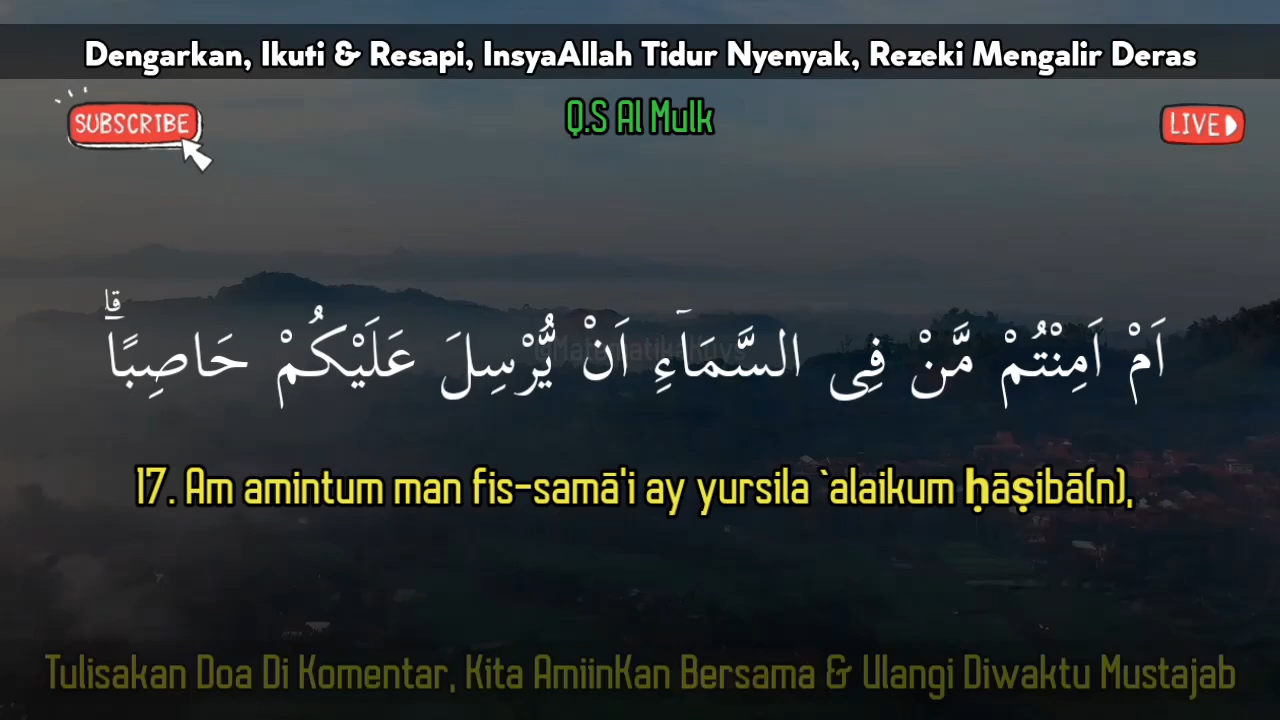 Dengarkan, Ikuti & Resapi, InsyaAllah Tidur Nyenyak, Rezeki Mengalir Deras
SUBSCRIBE
Q.S Al Mulk
LIVE
اَمْ اَمِنْتُمْ مَّنْ فِى السَّمَاۤءِ اَنْ يُّرْسِلَ عَلَيْكُمْ حَاصِبًاۗ
17. Am amintum man fis-samā'i ay yursila `alaikum ḥāṣibā(n),
Tulisakan Doa Di Komentar, Kita AmiinKan Bersama & Ulangi Diwaktu Mustajab